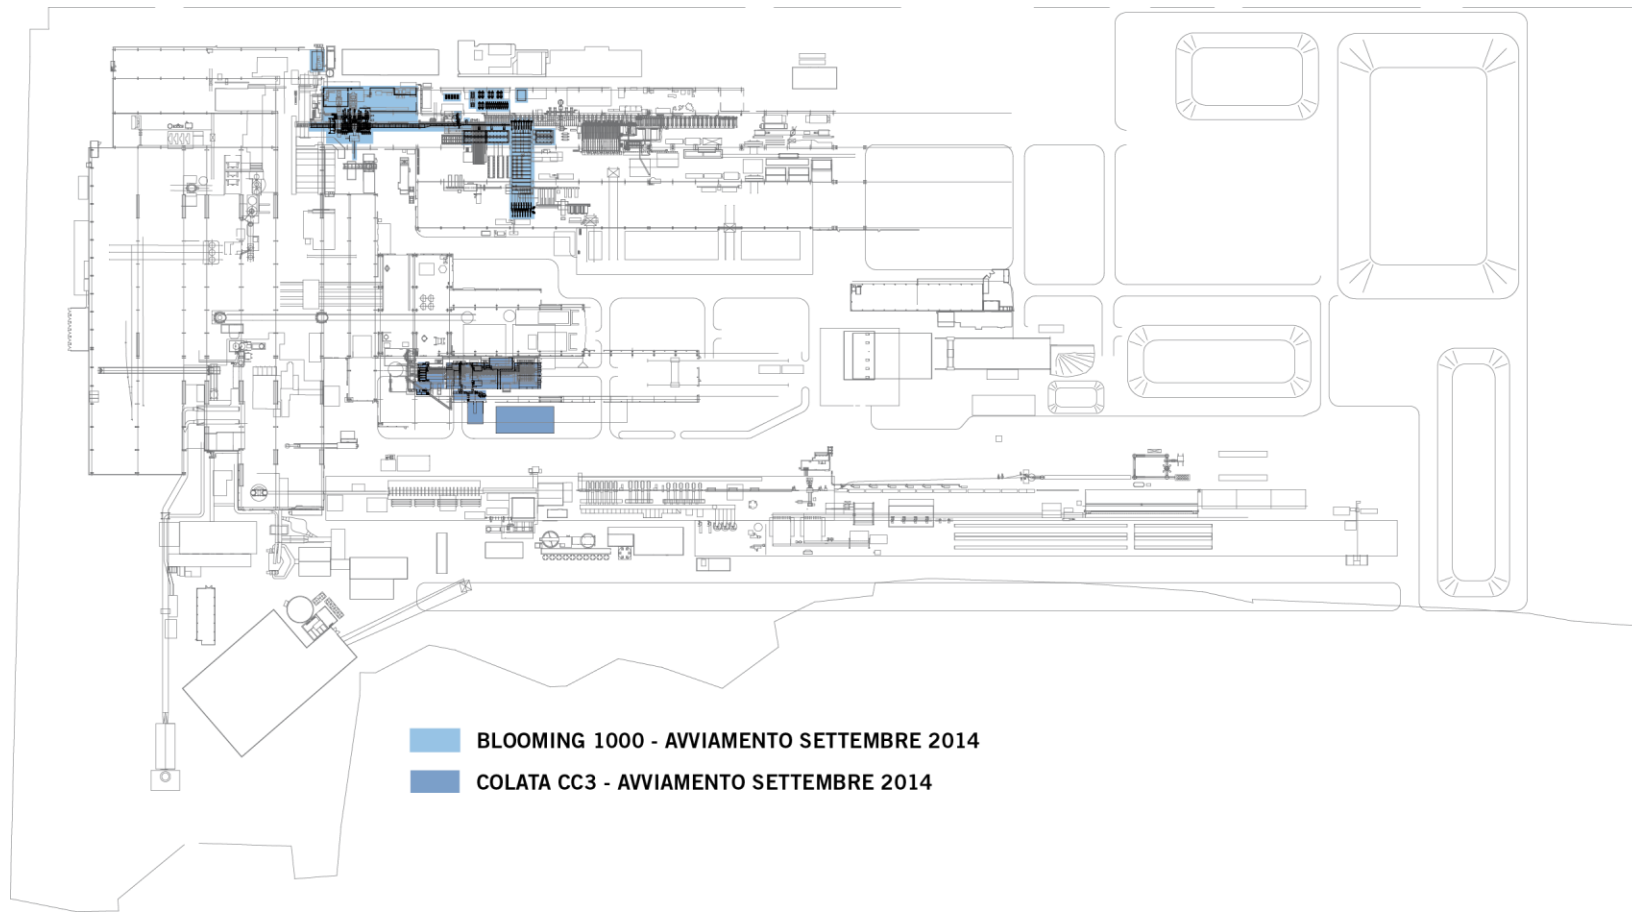 BLOOMING 1000 - AVVIAMENTO SETTEMBRE 2014
COLATA CC3 - AVVIAMENTO SETTEMBRE 2014